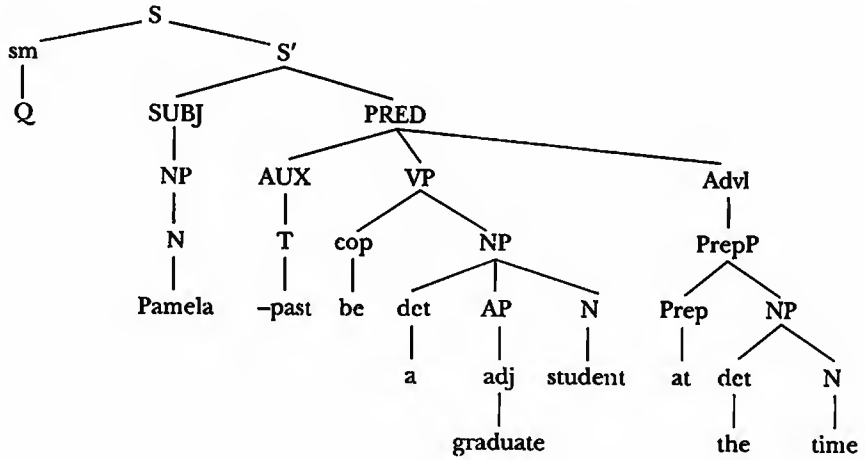 S
sm S′
Q SUBJ PRED
NP AUX VP Advl
N T cop NP PrepP
Pamela –past be det AP N Prep NP
a adj student at det N
graduate the time